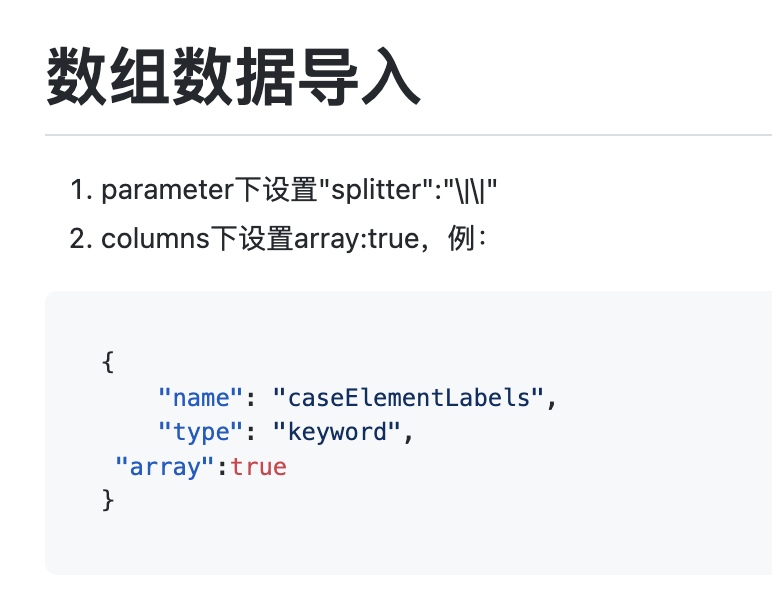 数组数据导入
1. parameter下设置"splitter":"\|\|"
2. columns下设置array:true，例：
{
"name": "caseElementLabels",
"type": "keyword",
"array":true
}